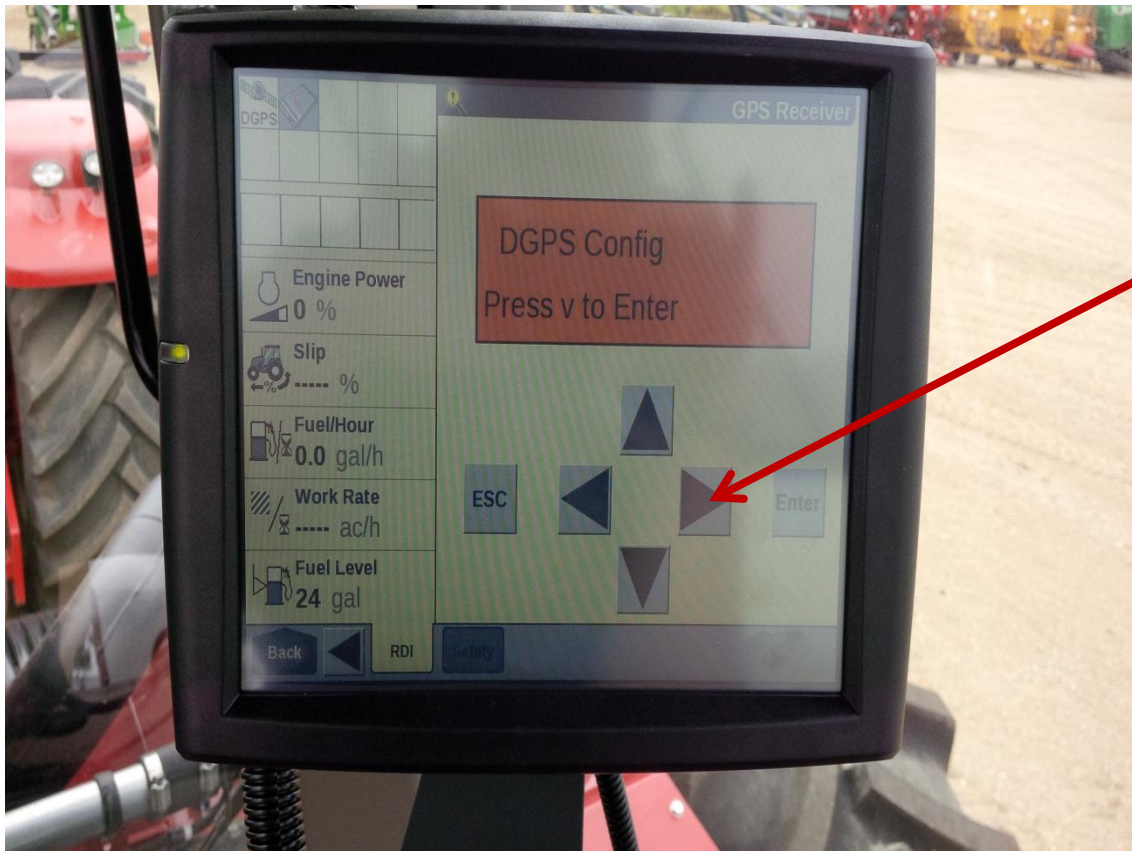 DGPS
GPS Receiver
DGPS Config
Press v to Enter
Engine Power
0 %
Slip
----- %
Fuel/Hour
0.0 gal/h
Work Rate
----- ac/h
Fuel Level
24 gal
ESC
Enter
Back
RDI
Safety